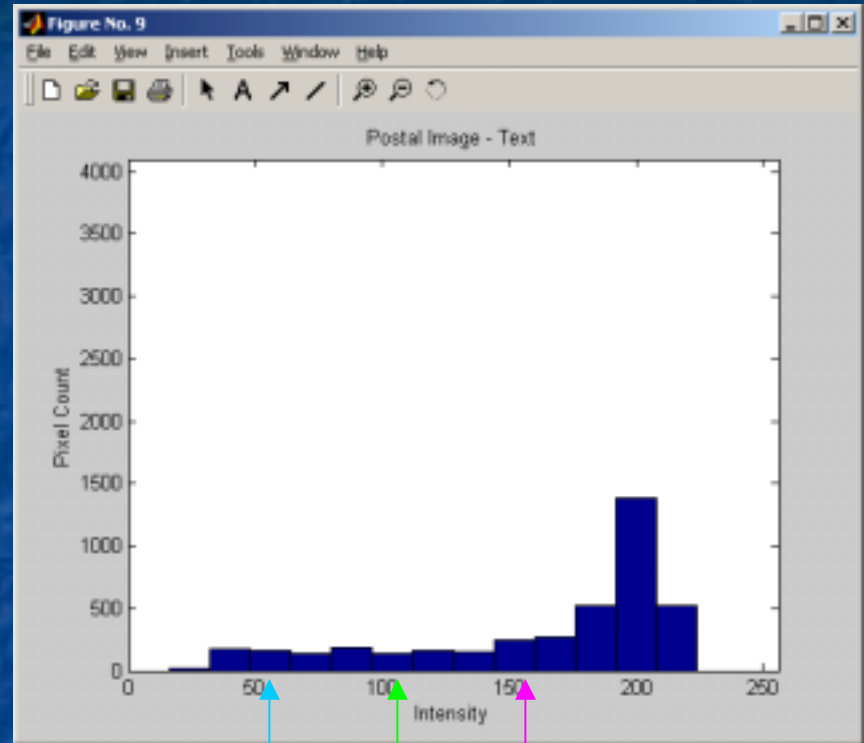 Figure No. 9
File Edit View Insert Tools Window Help
A
Postal Image - Text
4000
3500
3000
2500
2000
1500
1000
500
0
Pixel Count
0 50 100 150 200 250
Intensity